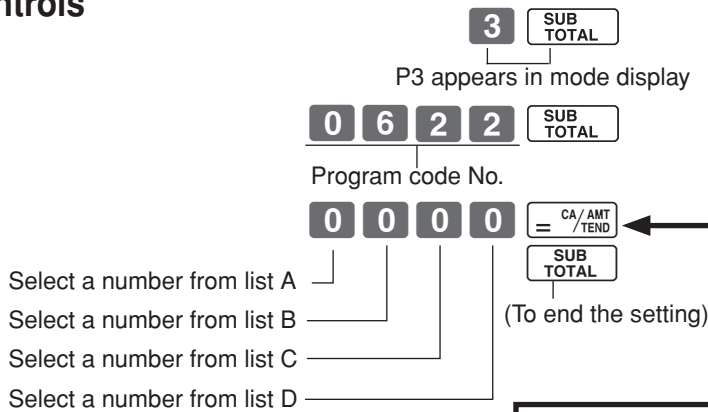 ntrols
3 SUB TOTAL
P3 appears in mode display
0 6 2 2 SUB TOTAL
Program code No.
0 0 0 0 = CA/AMT/TEND
SUB TOTAL
(To end the setting)
Select a number from list A
Select a number from list B
Select a number from list C
Select a number from list D